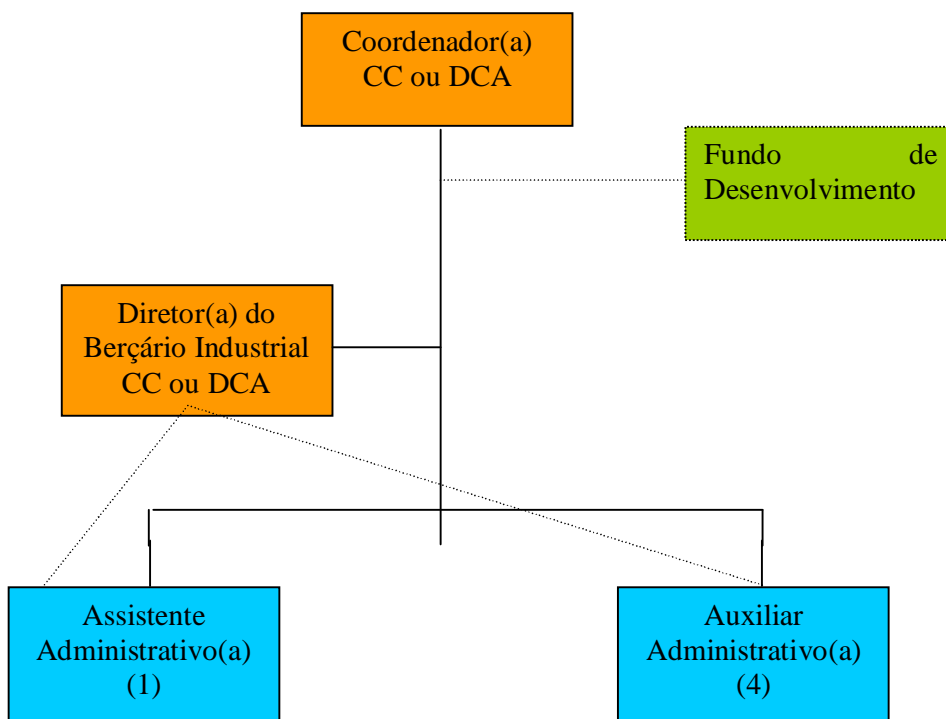 Coordenador(a)
CC ou DCA
Fundo de
Desenvolvimento
Diretor(a) do
Berçário Industrial
CC ou DCA
Assistente
Administrativo(a)
(1)
Auxiliar
Administrativo(a)
(4)